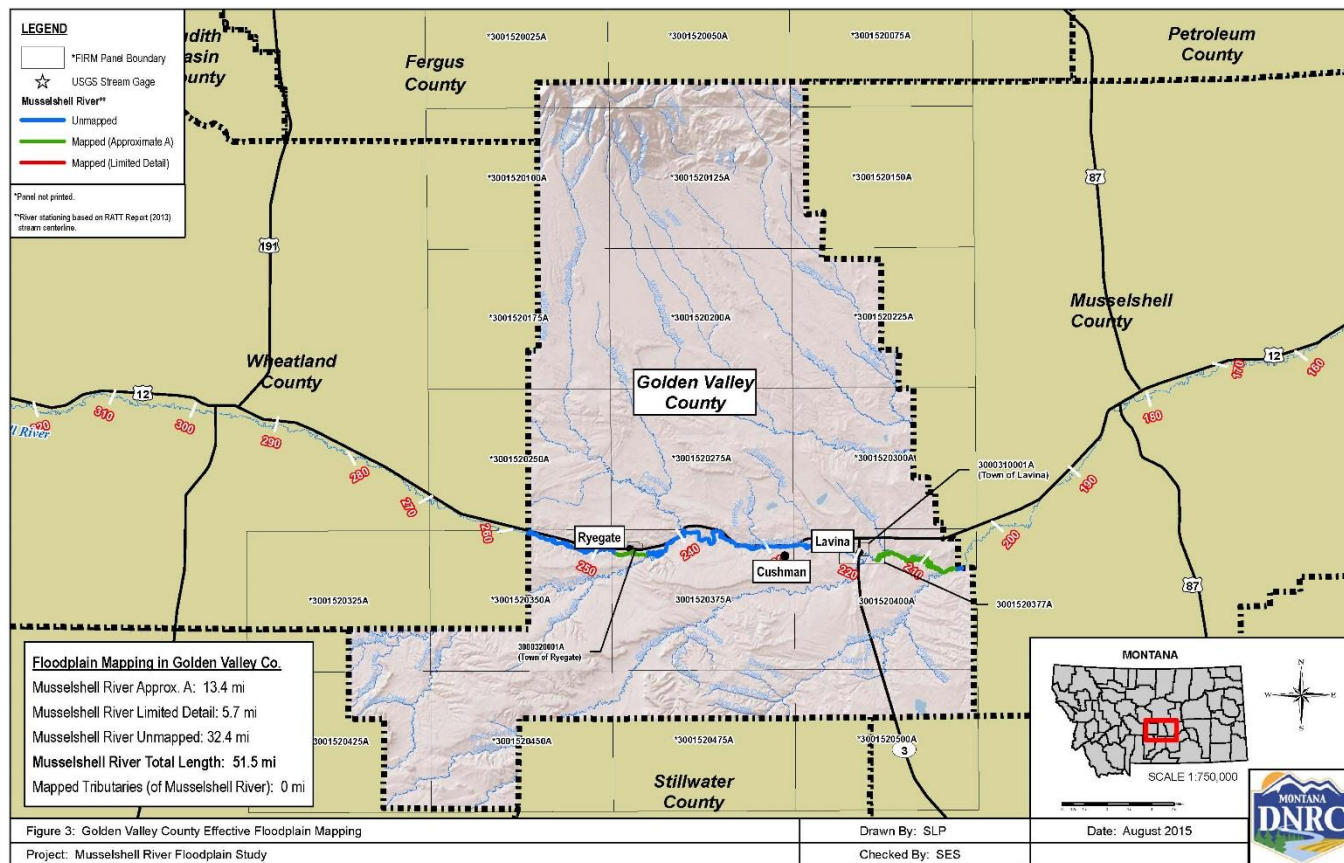 LEGEND
*FIRM Panel Boundary
USGS Stream Gage
Musselshell River**
Unmapped
Mapped (Approximate A)
Mapped (Limited Detail)
*Panel not printed.
**River stationing based on RATT Report (2013)
stream centerline.
Fergus
County
Petroleum
County
*3001520025A
*3001520050A
*3001520075A
87
*3001520100A
*3001520125A
*3001520150A
191
*3001520175A
*3001520200A
*3001520225A
Musselshell
County
Wheatland
County
Golden Valley
County
12
12
310
300
290
280
270
260
250
240
220
210
200
190
180
170
160
*3001520250A
*3001520275A
*3001520300A
3000310001A
(Town of Lavina)
Ryegate
Lavina
Cushman
*3001520325A
*3001520350A
3001520375A
3001520400A
3001520377A
87
3000320001A
(Town of Ryegate)
Floodplain Mapping in Golden Valley Co.
Musselshell River Approx. A: 13.4 mi
Musselshell River Limited Detail: 5.7 mi
Musselshell River Unmapped: 32.4 mi
Musselshell River Total Length: 51.5 mi
Mapped Tributaries (of Musselshell River): 0 mi
*3001520450A
*3001520475A
*3001520500A
3
Stillwater
County
MONTANA
N
W
E
S
SCALE 1:750,000
MONTANA
DNRC
Figure 3: Golden Valley County Effective Floodplain Mapping
Drawn By: SLP
Date: August 2015
Project: Musselshell River Floodplain Study
Checked By: SES